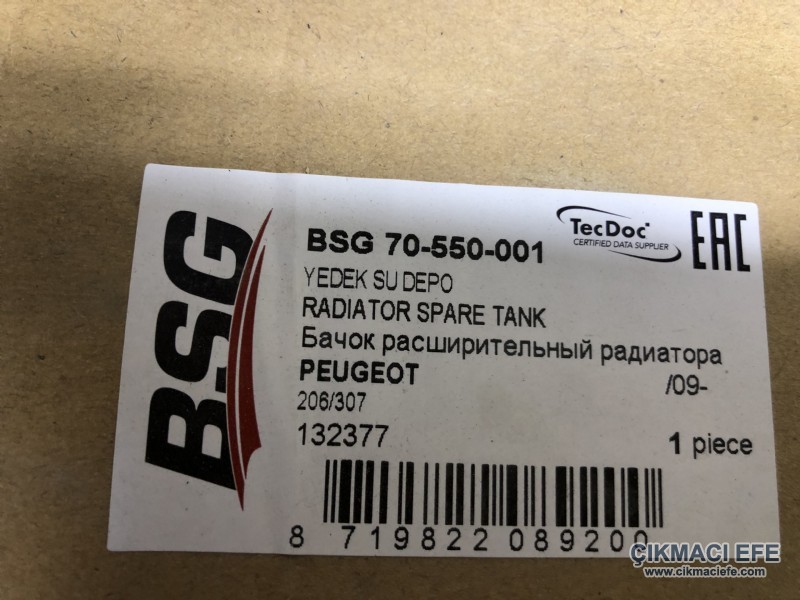 BSG
BSG 70-550-001
TecDoc
CERTIFIED DATA SUPPLIER
EAC
YEDEK SU DEPO
RADIATOR SPARE TANK
Бачок расширительный радиатора
PEUGEOT /09-
206/307
132377 1 piece
8 719822 089200
ÇIKMACI EFE
www.cikmaciefe.com